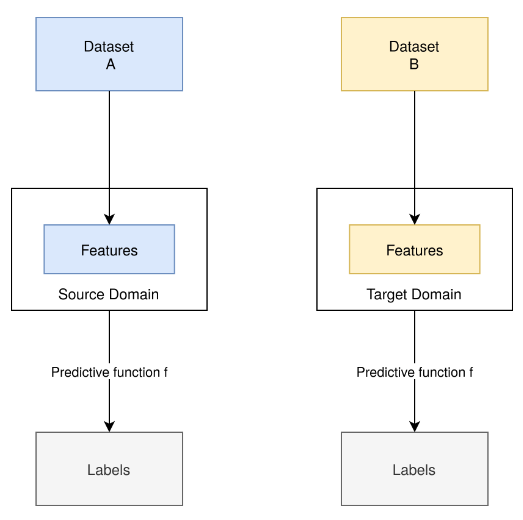 Dataset
A
Dataset
B
Features
Source Domain
Features
Target Domain
Predictive function f
Predictive function f
Labels
Labels